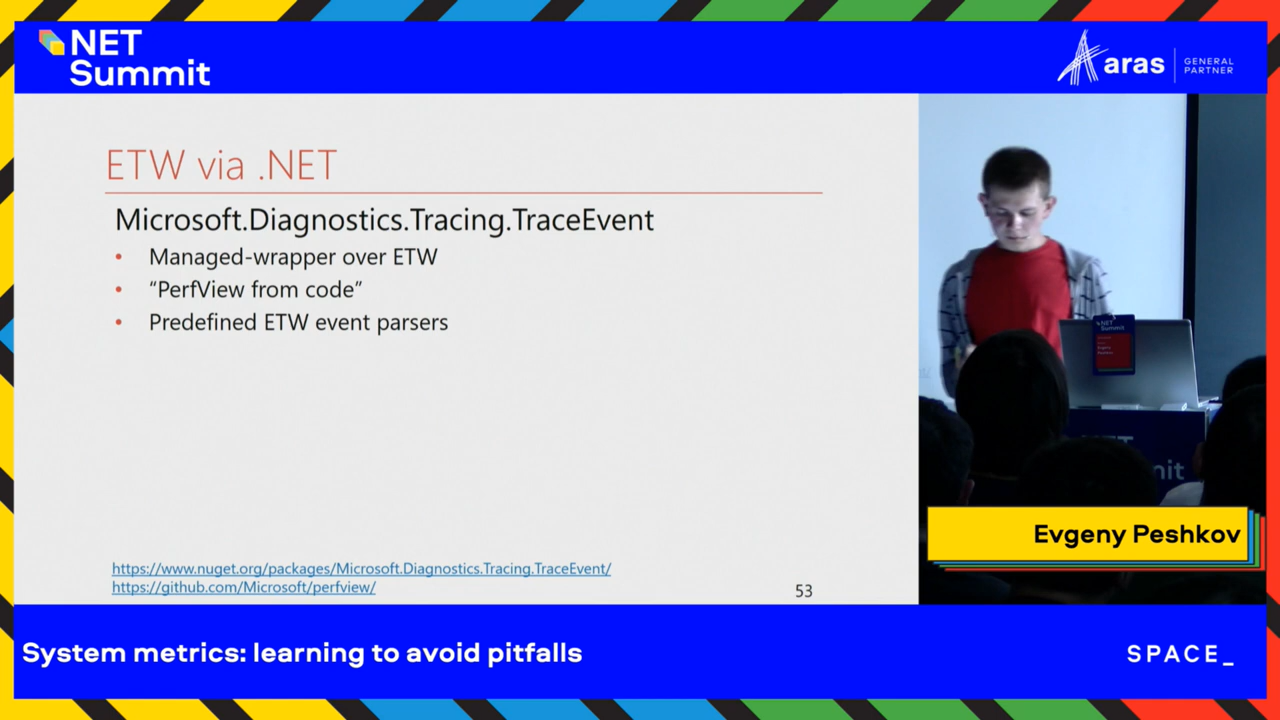 NET
Summit
aras
GENERAL
PARTNER
ETW via .NET
Microsoft.Diagnostics.Tracing.TraceEvent
• Managed-wrapper over ETW
• “PerfView from code”
• Predefined ETW event parsers
https://www.nuget.org/packages/Microsoft.Diagnostics.Tracing.TraceEvent/
https://github.com/Microsoft/perfview/
53
NET
Summit
Evgeny Peshkov
System metrics: learning to avoid pitfalls
SPACE_